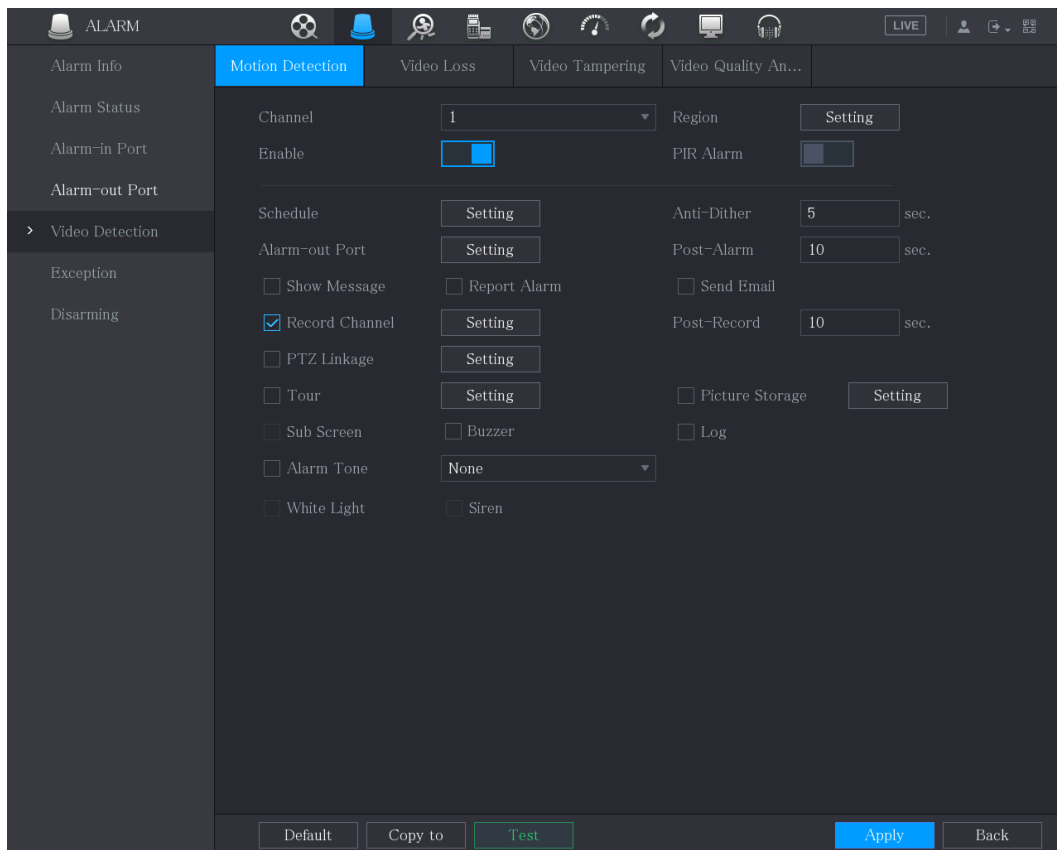 ALARM LIVE
Alarm Info
Alarm Status
Alarm-in Port
Alarm-out Port
Video Detection
Exception
Disarming
Motion Detection Video Loss Video Tampering Video Quality An...
Channel 1 Region Setting
Enable PIR Alarm
Schedule Setting Anti-Dither 5 sec.
Alarm-out Port Setting Post-Alarm 10 sec.
Show Message Report Alarm Send Email
Record Channel Setting Post-Record 10 sec.
PTZ Linkage Setting
Tour Setting Picture Storage Setting
Sub Screen Buzzer Log
Alarm Tone None
White Light Siren
Default Copy to Test Apply Back